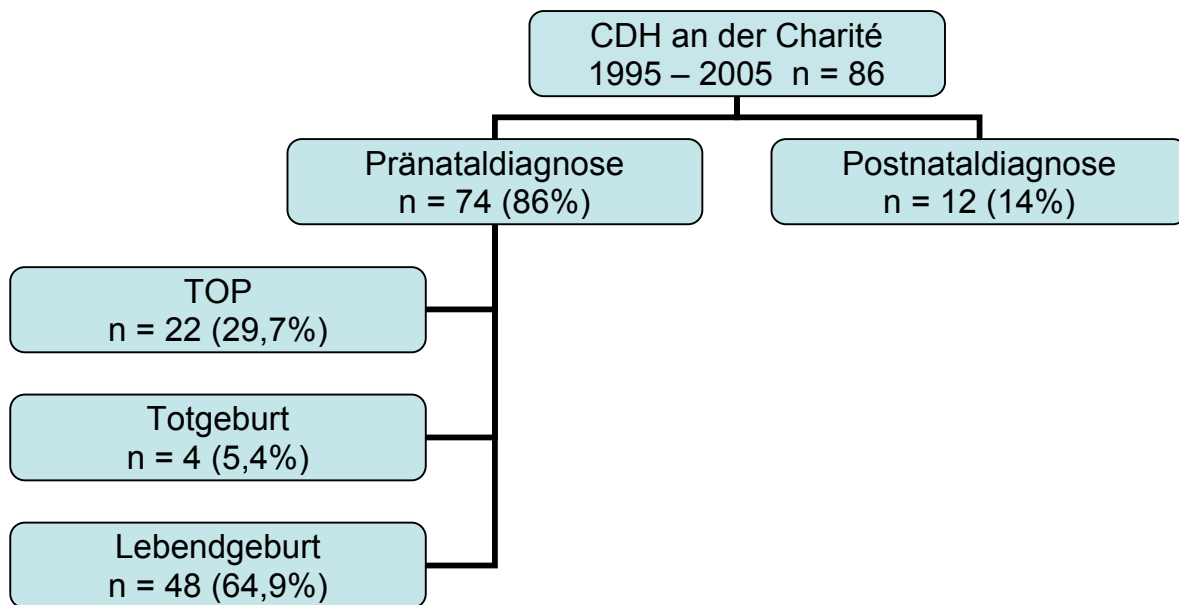 CDH an der Charité
1995 – 2005 n = 86
Pränataldiagnose
n = 74 (86%)
Postnataldiagnose
n = 12 (14%)
TOP
n = 22 (29,7%)
Totgeburt
n = 4 (5,4%)
Lebendgeburt
n = 48 (64,9%)